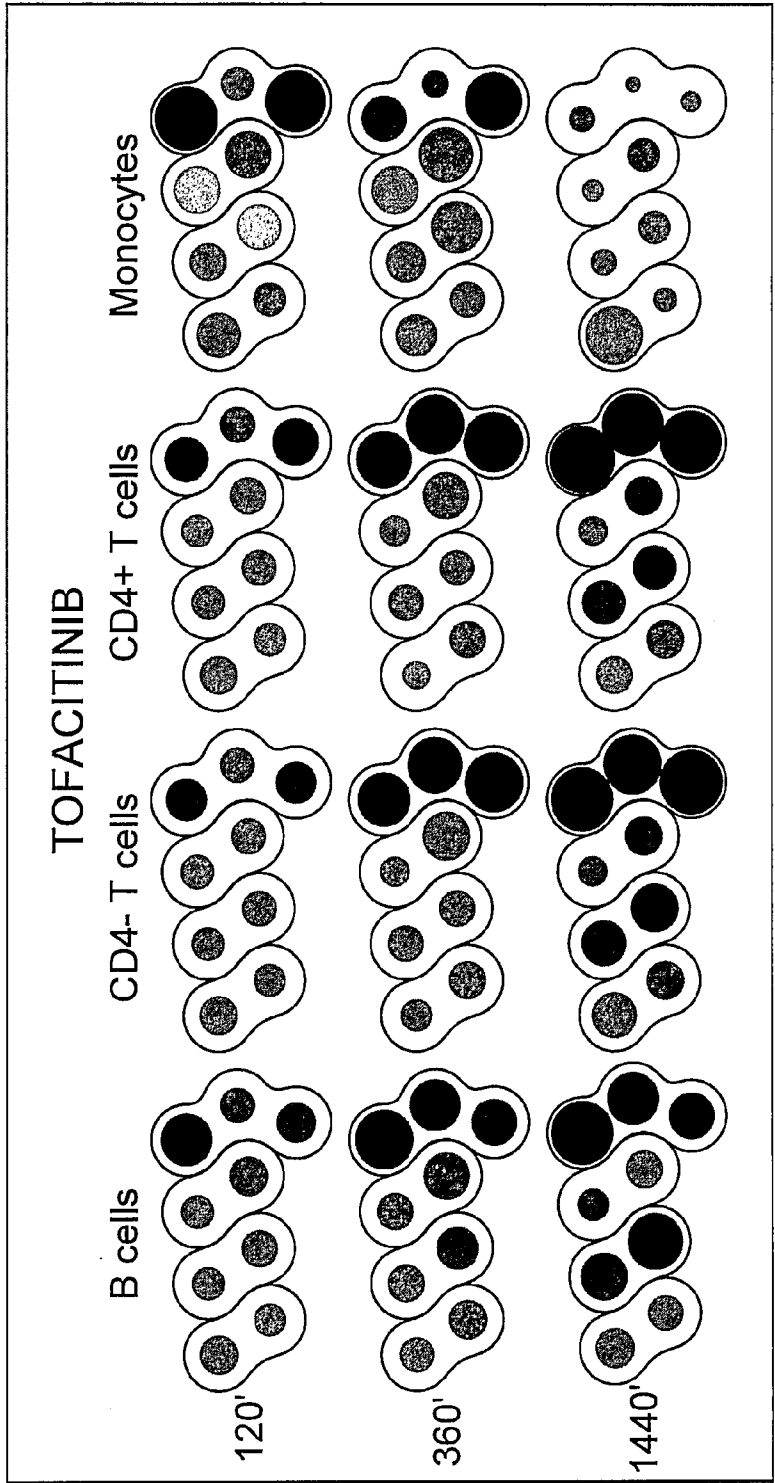 TOFACITINIB
B cells
CD4- T cells
CD4+ T cells
Monocytes
120'
360'
1440'